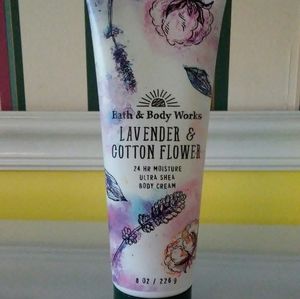 Bath & Body Works
LAVENDER &
COTTON FLOWER
24 HR MOISTURE
ULTRA SHEA
BODY CREAM
8 OZ / 226 g